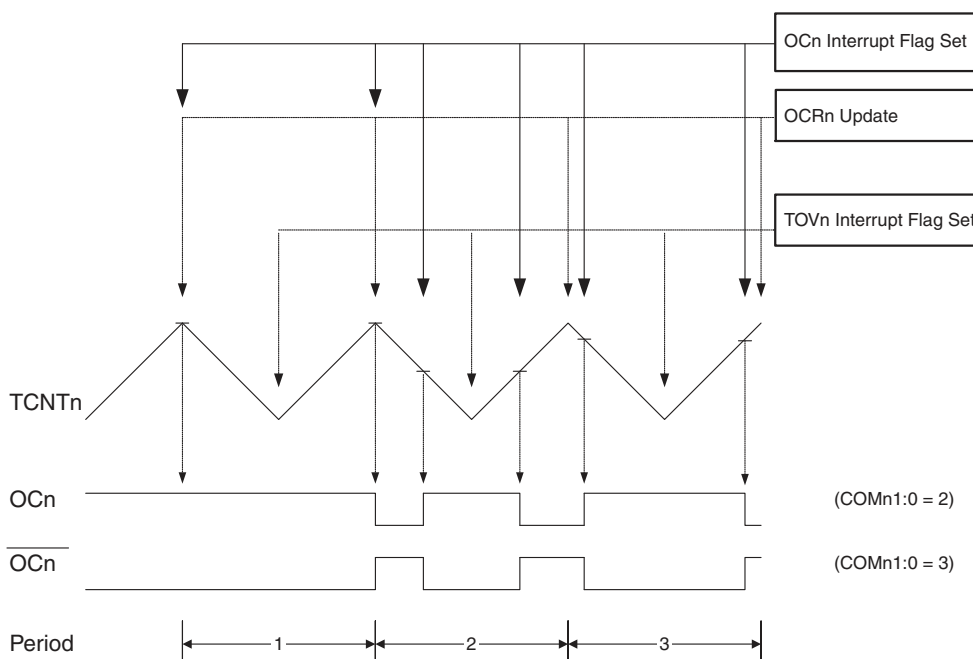 OCn Interrupt Flag Set
OCRn Update
TOVn Interrupt Flag Set
TCNTn
OCn
(COMn1:0 = 2)
OCn
(COMn1:0 = 3)
Period
1
2
3